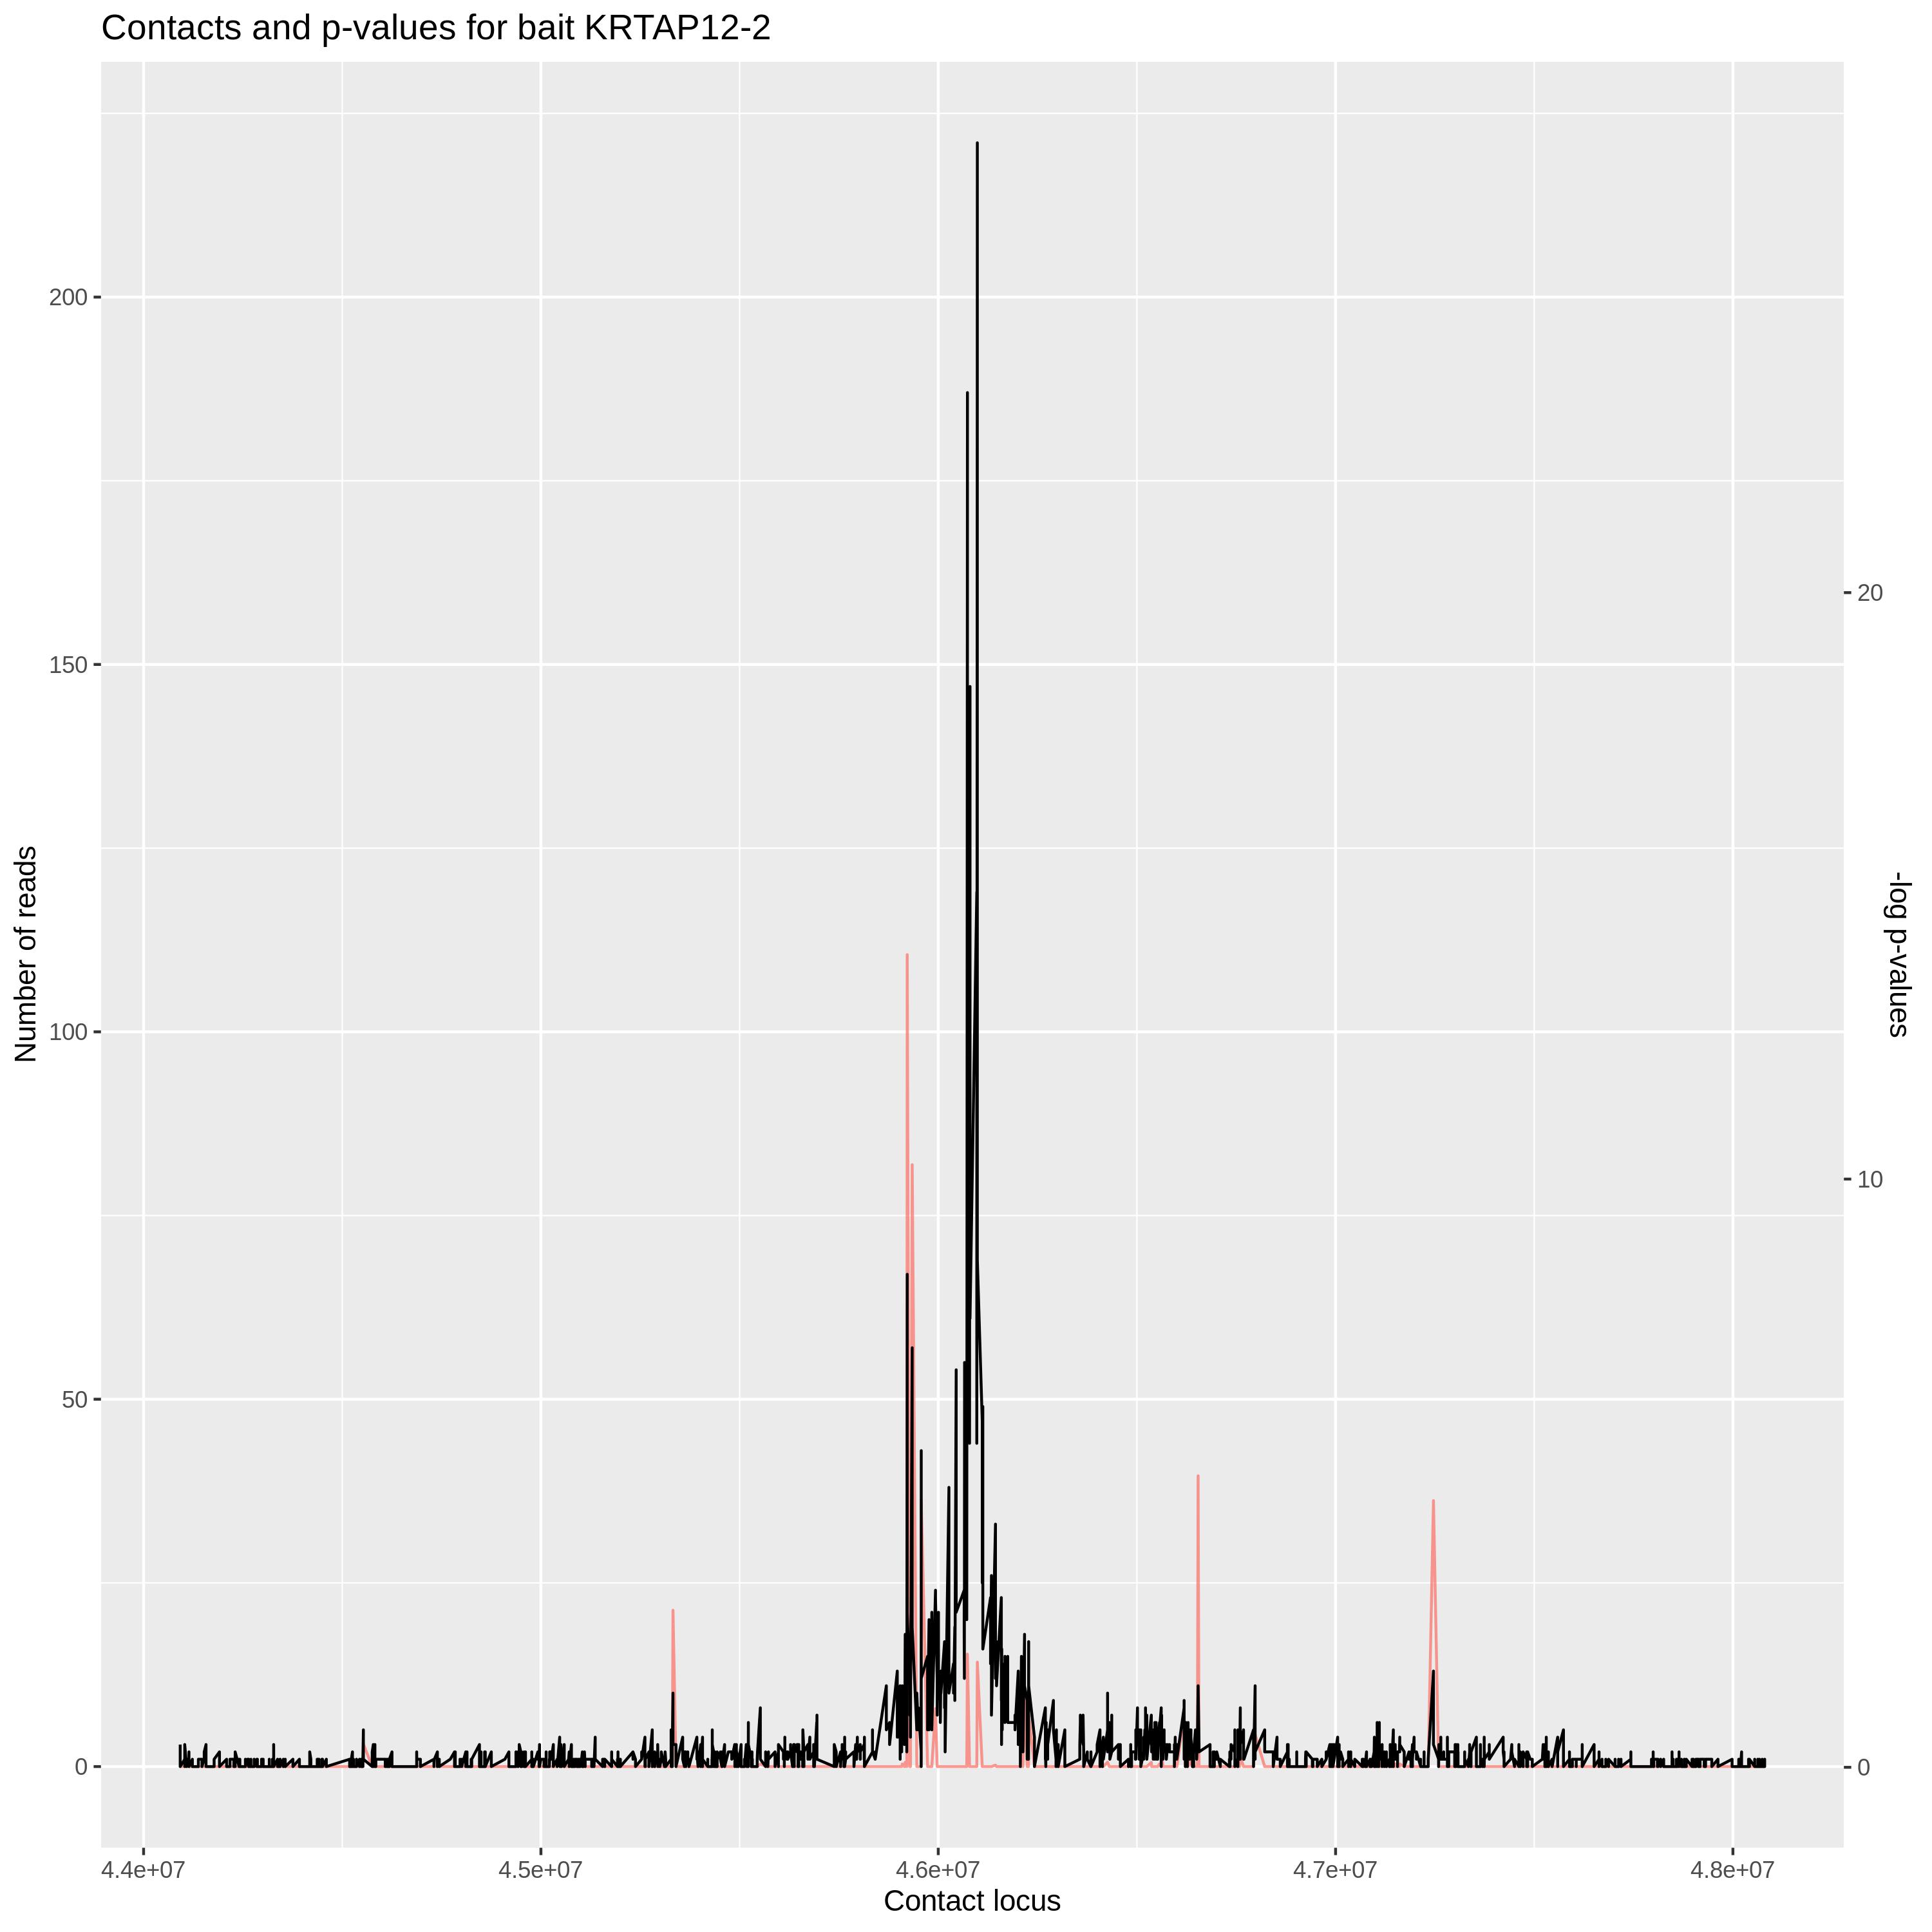 Contacts and p-values for bait KRTAP12-2
200
150
100
50
0
Number of reads
20
10
0
-log p-values
4.4e+07
4.5e+07
4.6e+07
4.7e+07
4.8e+07
Contact locus